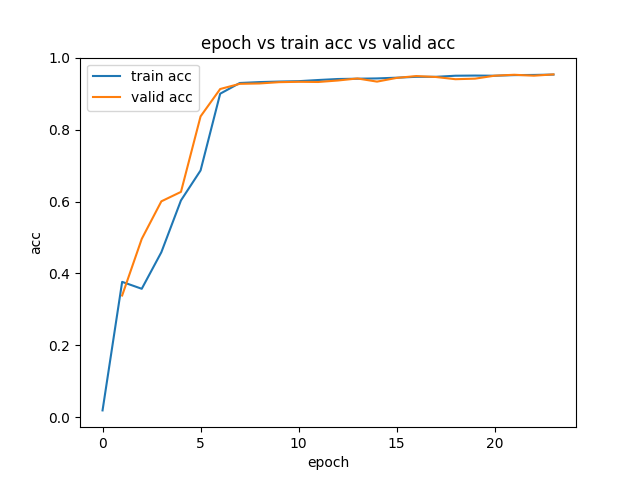 epoch vs train acc vs valid acc
train acc
valid acc
1.0
0.8
0.6
0.4
0.2
0.0
acc
0 5 10 15 20
epoch